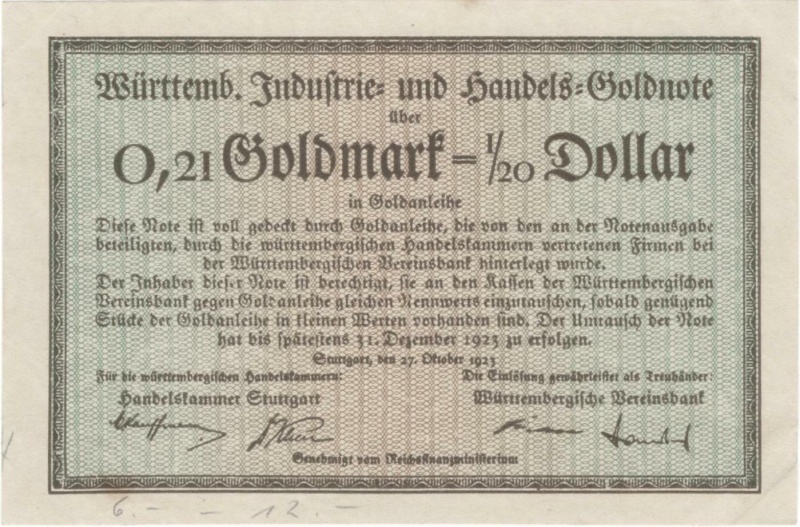 Württemb. Industrie- und Handels-Goldnote
über
0,21 Goldmark = 1/20 Dollar
in Goldanleihe
Diese Note ist voll gedeckt durch Goldanleihe, die von den an der Notenausgabe
beteiligten, durch die württembergischen Handelskammern vertretenen Firmen bei
der Württembergischen Vereinsbank hinterlegt wurde.
Der Inhaber dieser Note ist berechtigt, sie an den Kassen der Württembergischen
Vereinsbank gegen Goldanleihe gleichen Nennwerts einzutauschen, sobald genügend
Stücke der Goldanleihe in kleinen Werten vorhanden sind. Der Umtausch der Note
hat bis spätestens 31. Dezember 1923 zu erfolgen.
Stuttgart, den 27. Oktober 1923
Für die württembergischen Handelskammern:
Handelskammer Stuttgart
Die Einlösung gewährleistet als Treuhänder:
Württembergische Vereinsbank
Genehmigt vom Reichsfinanzministerium
6.- - 12.-